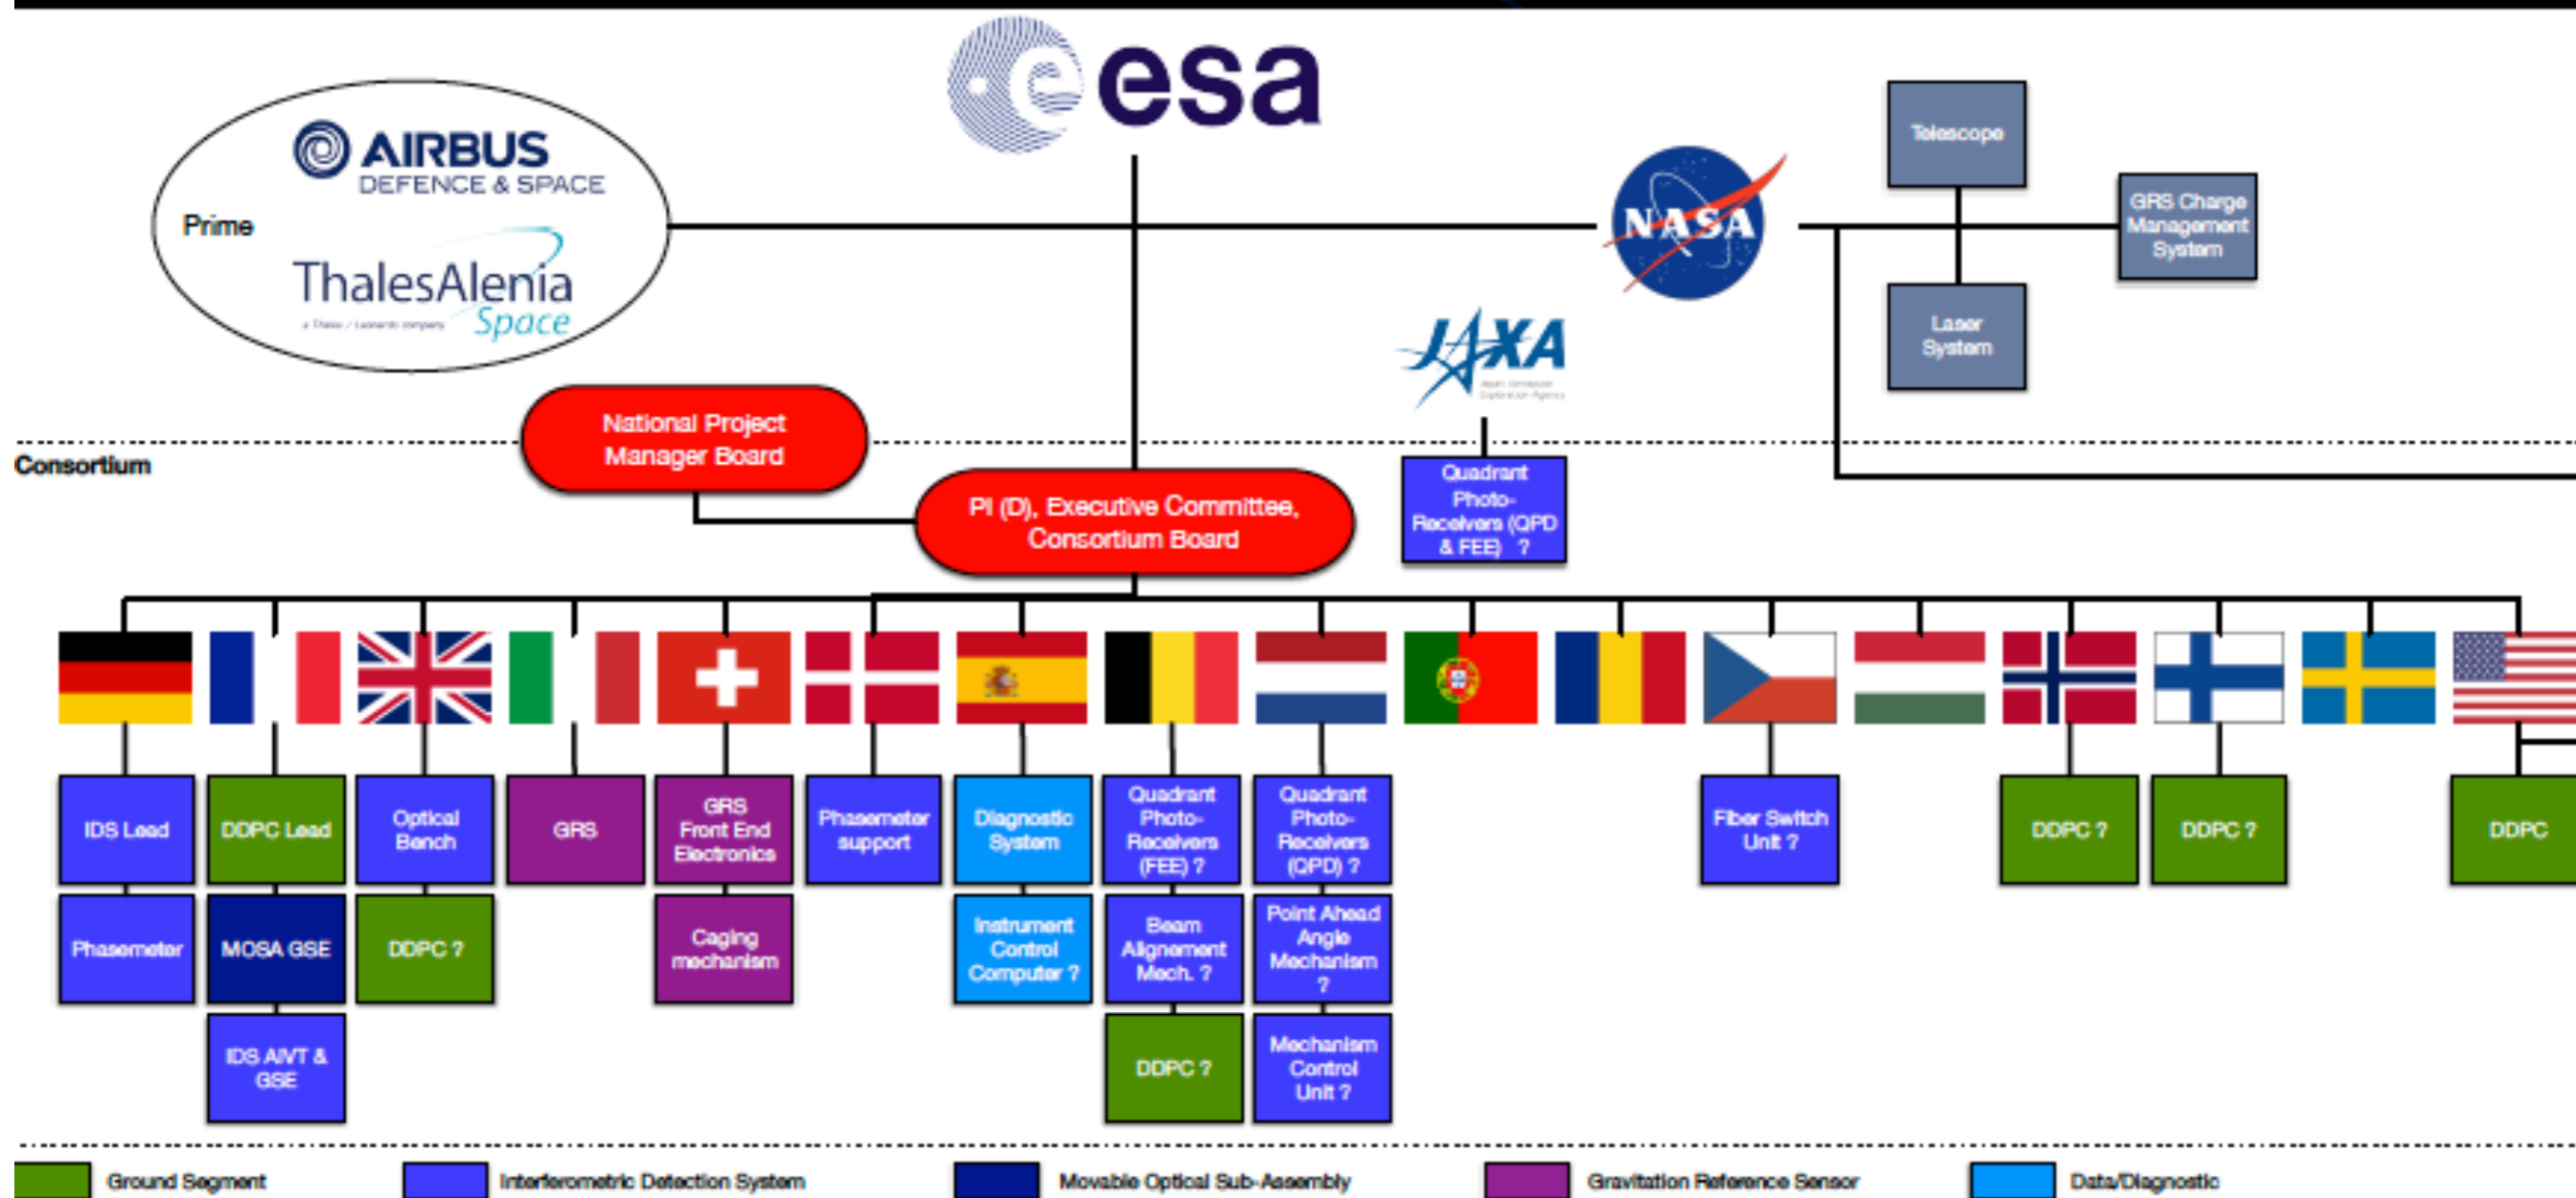 esa
AIRBUS
DEFENCE & SPACE
Prime
ThalesAlenia
a Thales / Leonardo company
Space
NASA
Telescope
GRS Charge
Management
System
Laser
System
JAXA
National Project
Manager Board
Consortium
PI (D), Executive Committee,
Consortium Board
Quadrant
Photo-
Receivers (QPD
& FEE) ?
IDS Lead
DDPC Lead
Optical
Bench
GRS
GRS
Front End
Electronics
Phasemeter
support
Diagnostic
System
Quadrant
Photo-
Receivers
(FEE) ?
Quadrant
Photo-
Receivers
(QPD) ?
Fiber Switch
Unit ?
DDPC ?
DDPC ?
DDPC
Phasemeter
MOSA GSE
DDPC ?
Caging
mechanism
Instrument
Control
Computer ?
Beam
Alignement
Mech. ?
Point Ahead
Angle
Mechanism
?
IDS AIVT &
GSE
DDPC ?
Mechanism
Control
Unit ?
Ground Segment
Interferometric Detection System
Movable Optical Sub-Assembly
Gravitation Reference Sensor
Data/Diagnostic